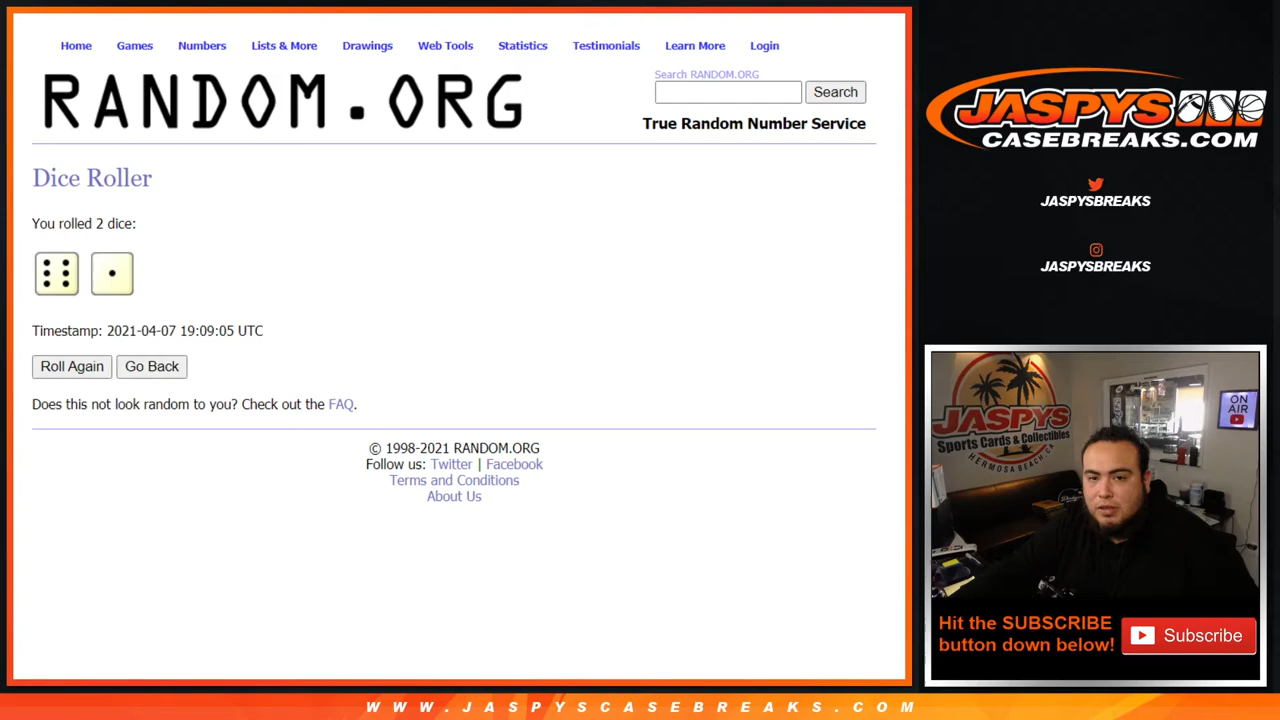 Home Games Numbers Lists & More Drawings Web Tools Statistics Testimonials Learn More Login
RANDOM.ORG
Search RANDOM.ORG
Search
True Random Number Service
Dice Roller
You rolled 2 dice:
Timestamp: 2021-04-07 19:09:05 UTC
Roll Again Go Back
Does this not look random to you? Check out the FAQ.
© 1998-2021 RANDOM.ORG
Follow us: Twitter | Facebook
Terms and Conditions
About Us
JASPYS
CASEBREAKS.COM
JASPYSBREAKS
JASPYSBREAKS
JASPYS
Sports Cards & Collectibles
HERMOSA BEACH, CA
ON
AIR
Hit the SUBSCRIBE
button down below!
Subscribe
WWW.JASPYSCASEBREAKS.COM